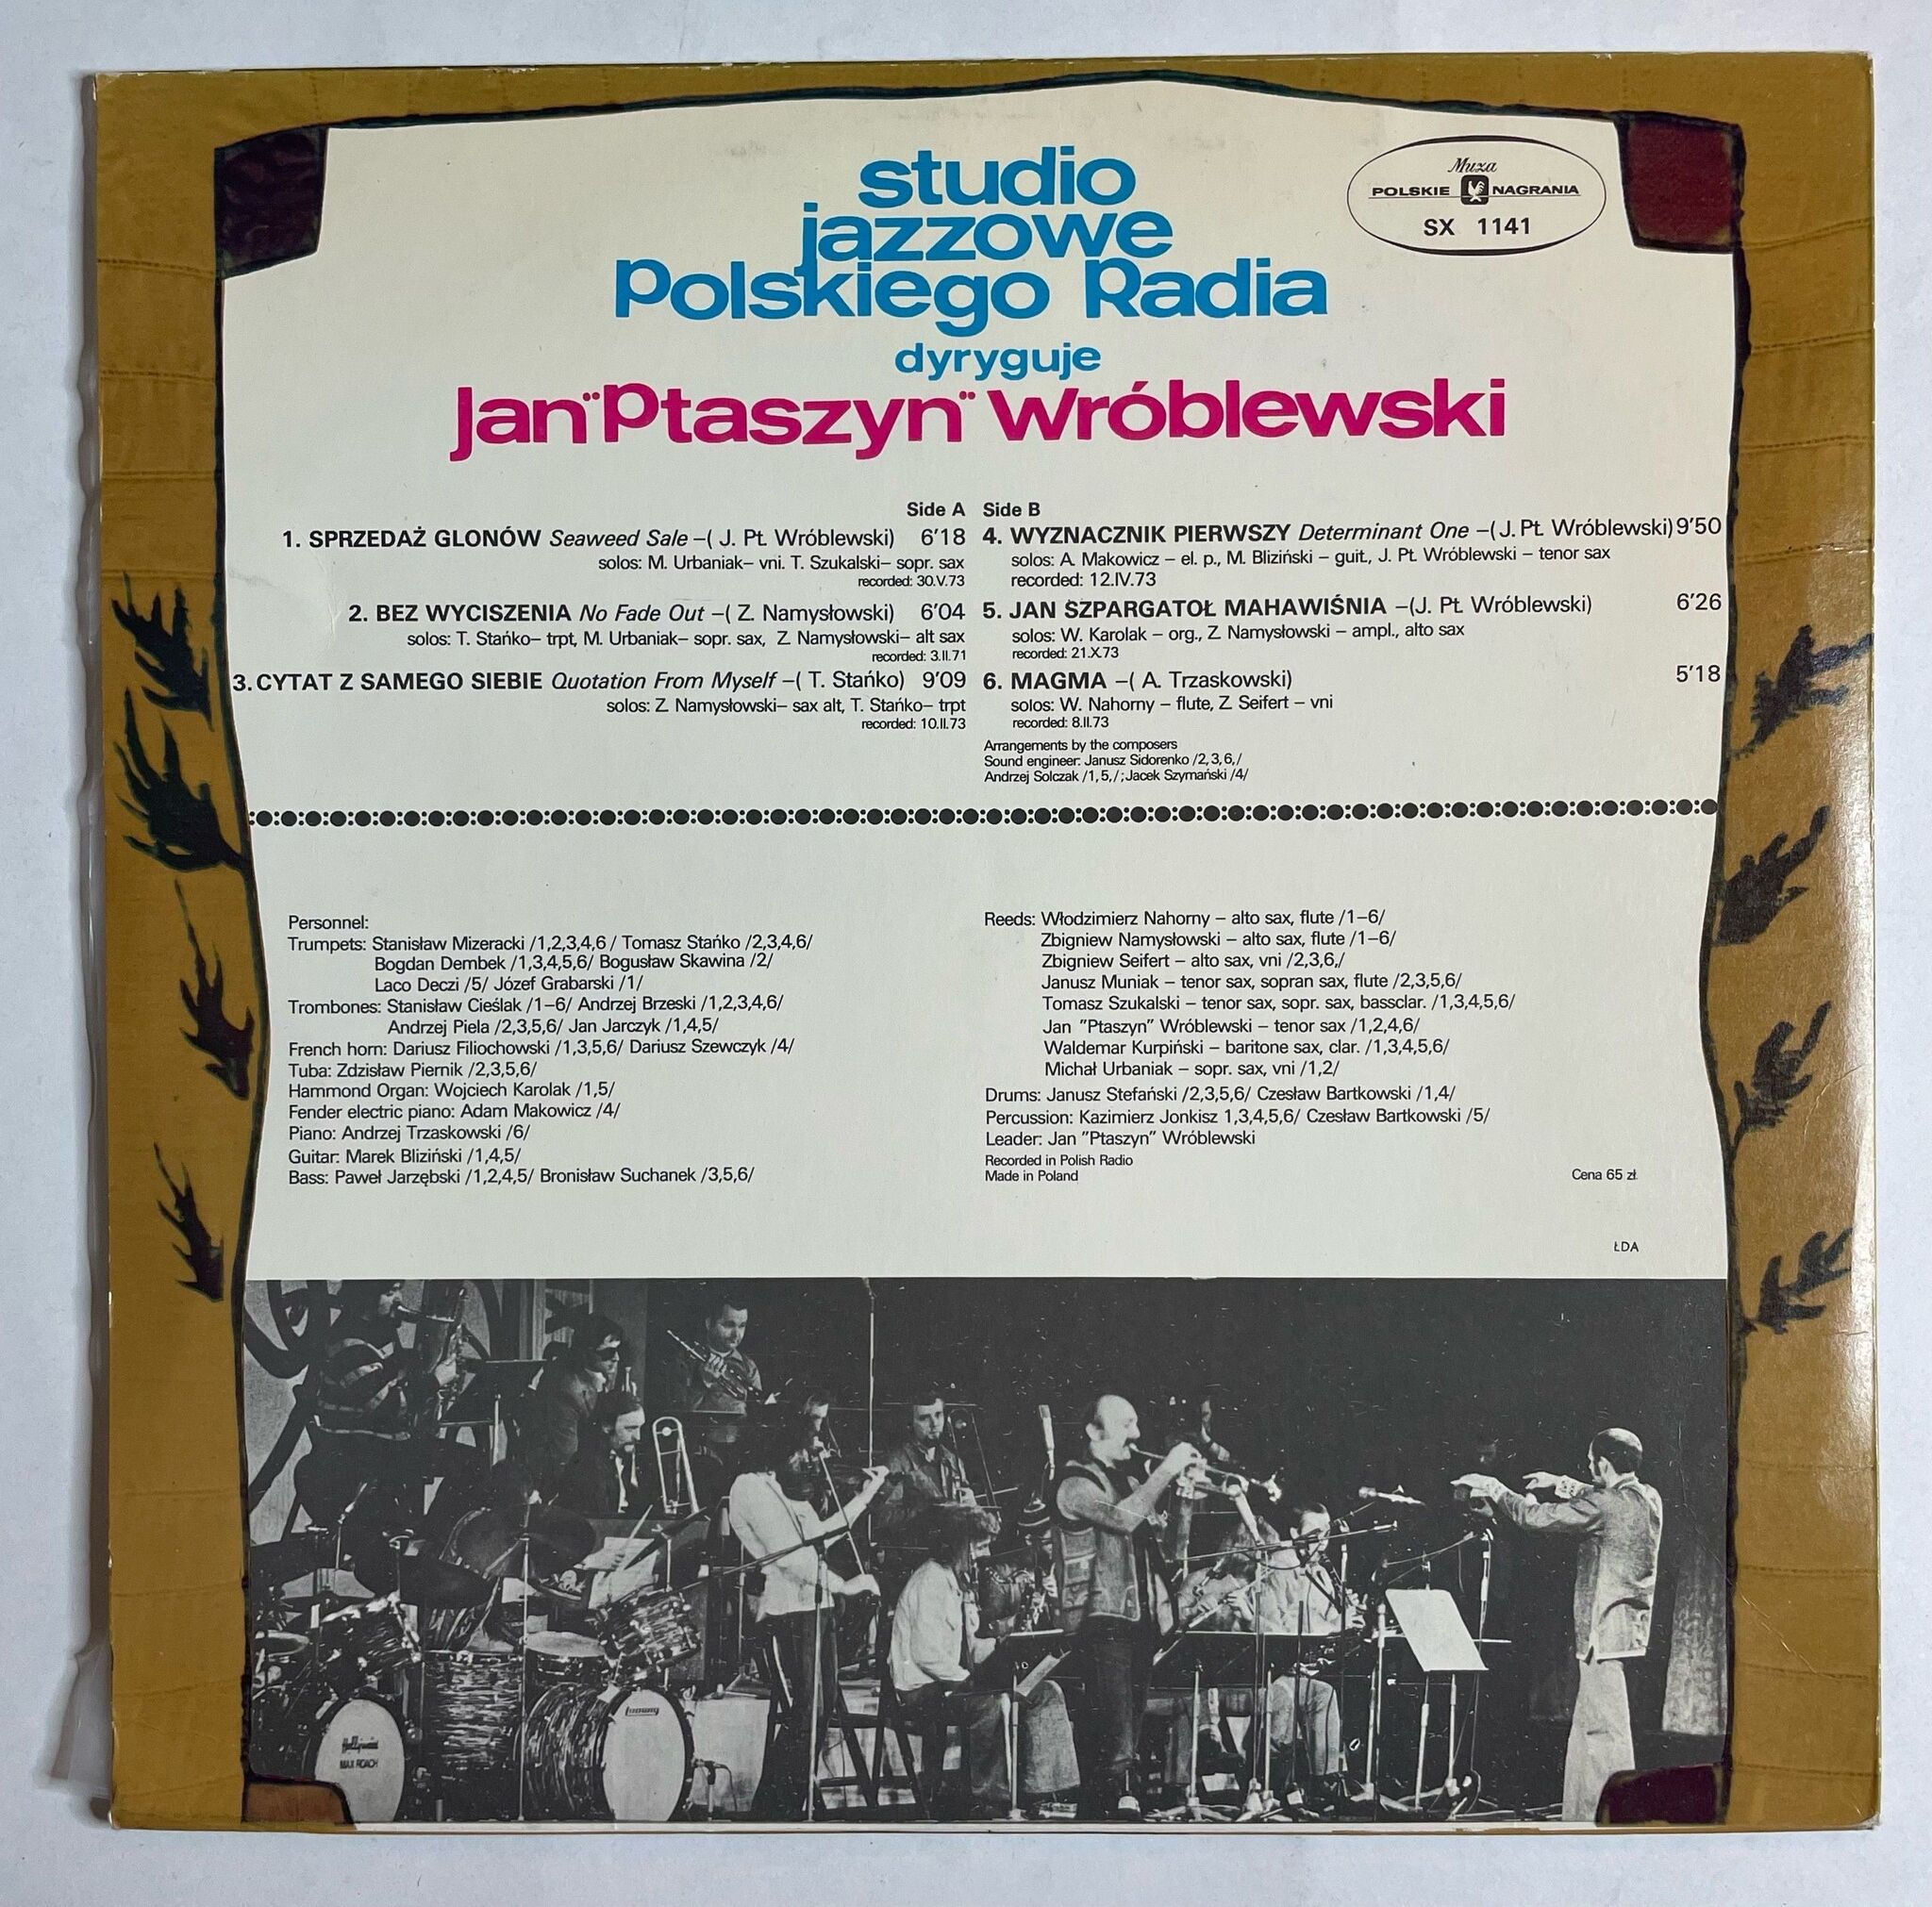 studio
jazzowe
Polskiego Radia
dyryguje
Jan "Ptaszyn" Wróblewski
Muza
POLSKIE NAGRANIA
SX 1141
Side A
1. SPRZEDAŻ GLONÓW Seaweed Sale –( J. Pt. Wróblewski) 6'18
solos: M. Urbaniak– vni. T. Szukalski– sopr. sax
recorded: 30.V.73
2. BEZ WYCISZENIA No Fade Out –( Z. Namysłowski) 6'04
solos: T. Stańko– trpt, M. Urbaniak– sopr. sax, Z. Namysłowski– alt sax
recorded: 3.II.71
3. CYTAT Z SAMEGO SIEBIE Quotation From Myself –( T. Stańko) 9'09
solos: Z. Namysłowski– sax alt, T. Stańko– trpt
recorded: 10.II.73
Side B
4. WYZNACZNIK PIERWSZY Determinant One –( J. Pt. Wróblewski) 9'50
solos: A. Makowicz – el. p., M. Bliziński – guit., J. Pt. Wróblewski – tenor sax
recorded: 12.IV.73
5. JAN SZPARGATOŁ MAHAWIŚNIA –(J. Pt. Wróblewski) 6'26
solos: W. Karolak – org., Z. Namysłowski – ampl., alto sax
recorded: 21.X.73
6. MAGMA –( A. Trzaskowski) 5'18
solos: W. Nahorny – flute, Z. Seifert – vni
recorded: 8.II.73
Arrangements by the composers
Sound engineer: Janusz Sidorenko /2,3,6,/
Andrzej Solczak /1,5,/ ; Jacek Szymański /4/
Personnel:
Trumpets: Stanisław Mizeracki /1,2,3,4,6 / Tomasz Stańko /2,3,4,6/
Bogdan Dembek /1,3,4,5,6/ Bogusław Skawina /2/
Laco Deczi /5/ Józef Grabarski /1/
Trombones: Stanisław Cieślak /1–6/ Andrzej Brzeski /1,2,3,4,6/
Andrzej Piela /2,3,5,6/ Jan Jarczyk /1,4,5/
French horn: Dariusz Filiochowski /1,3,5,6/ Dariusz Szewczyk /4/
Tuba: Zdzisław Piernik /2,3,5,6/
Hammond Organ: Wojciech Karolak /1,5/
Fender electric piano: Adam Makowicz /4/
Piano: Andrzej Trzaskowski /6/
Guitar: Marek Bliziński /1,4,5/
Bass: Paweł Jarzębski /1,2,4,5/ Bronisław Suchanek /3,5,6/
Reeds: Włodzimierz Nahorny – alto sax, flute /1–6/
Zbigniew Namysłowski – alto sax, flute /1–6/
Zbigniew Seifert – alto sax, vni /2,3,6,/
Janusz Muniak – tenor sax, sopran sax, flute /2,3,5,6/
Tomasz Szukalski – tenor sax, sopr. sax, bassclar. /1,3,4,5,6/
Jan "Ptaszyn" Wróblewski – tenor sax /1,2,4,6/
Waldemar Kurpiński – baritone sax, clar. /1,3,4,5,6/
Michał Urbaniak – sopr. sax, vni /1,2/
Drums: Janusz Stefański /2,3,5,6/ Czesław Bartkowski /1,4/
Percussion: Kazimierz Jonkisz 1,3,4,5,6/ Czesław Bartkowski /5/
Leader: Jan "Ptaszyn" Wróblewski
Recorded in Polish Radio
Made in Poland
Cena 65 zł.
ŁDA
Hollywood
MAX ROACH
Ludwig